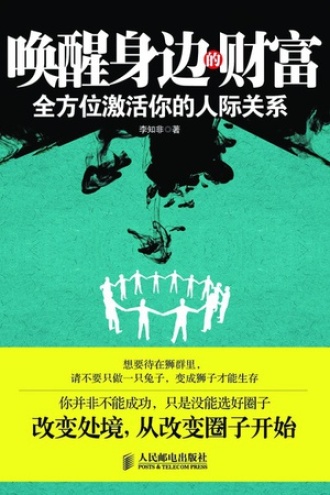 唤醒身边的财富
全方位激活你的人际关系
李知非◎著
想要待在狮群里,
请不要只做一只兔子,变成狮子才能生存
你并非不能成功,只是没能选好圈子
改变处境,从改变圈子开始
人民邮电出版社
POSTS & TELECOM PRESS